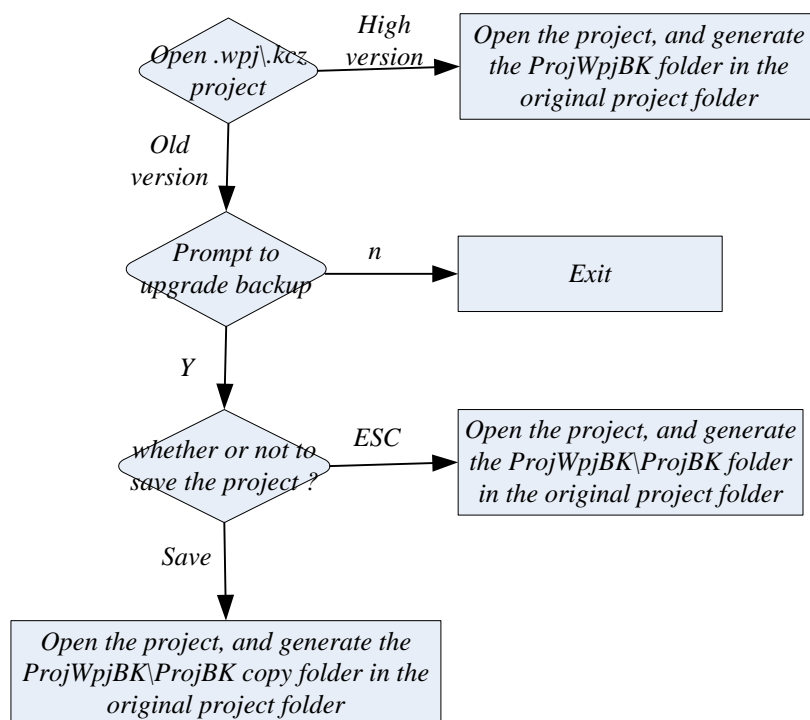 Open .wpj\.kcz
project
High
version
Open the project, and generate
the ProjWpjBK folder in the
original project folder
Old
version
Prompt to
upgrade backup
n
Exit
Y
whether or not to
save the project ?
ESC
Open the project, and generate
the ProjWpjBK\ProjBK folder
in the original project folder
Save
Open the project, and generate the
ProjWpjBK\ProjBK copy folder in the
original project folder